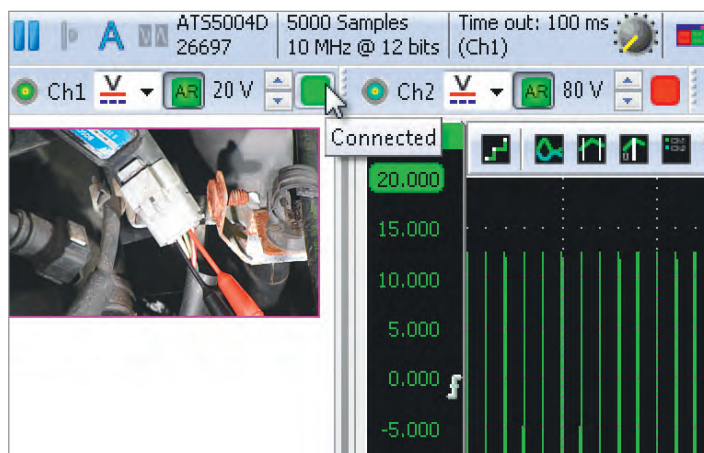 A ATS5004D 5000 Samples Time out: 100 ms
26697 10 MHz @ 12 bits (Ch1)
Ch1 V AR 20 V Ch2 V AR 80 V
Connected
20.000
15.000
10.000
5.000
0.000
-5.000